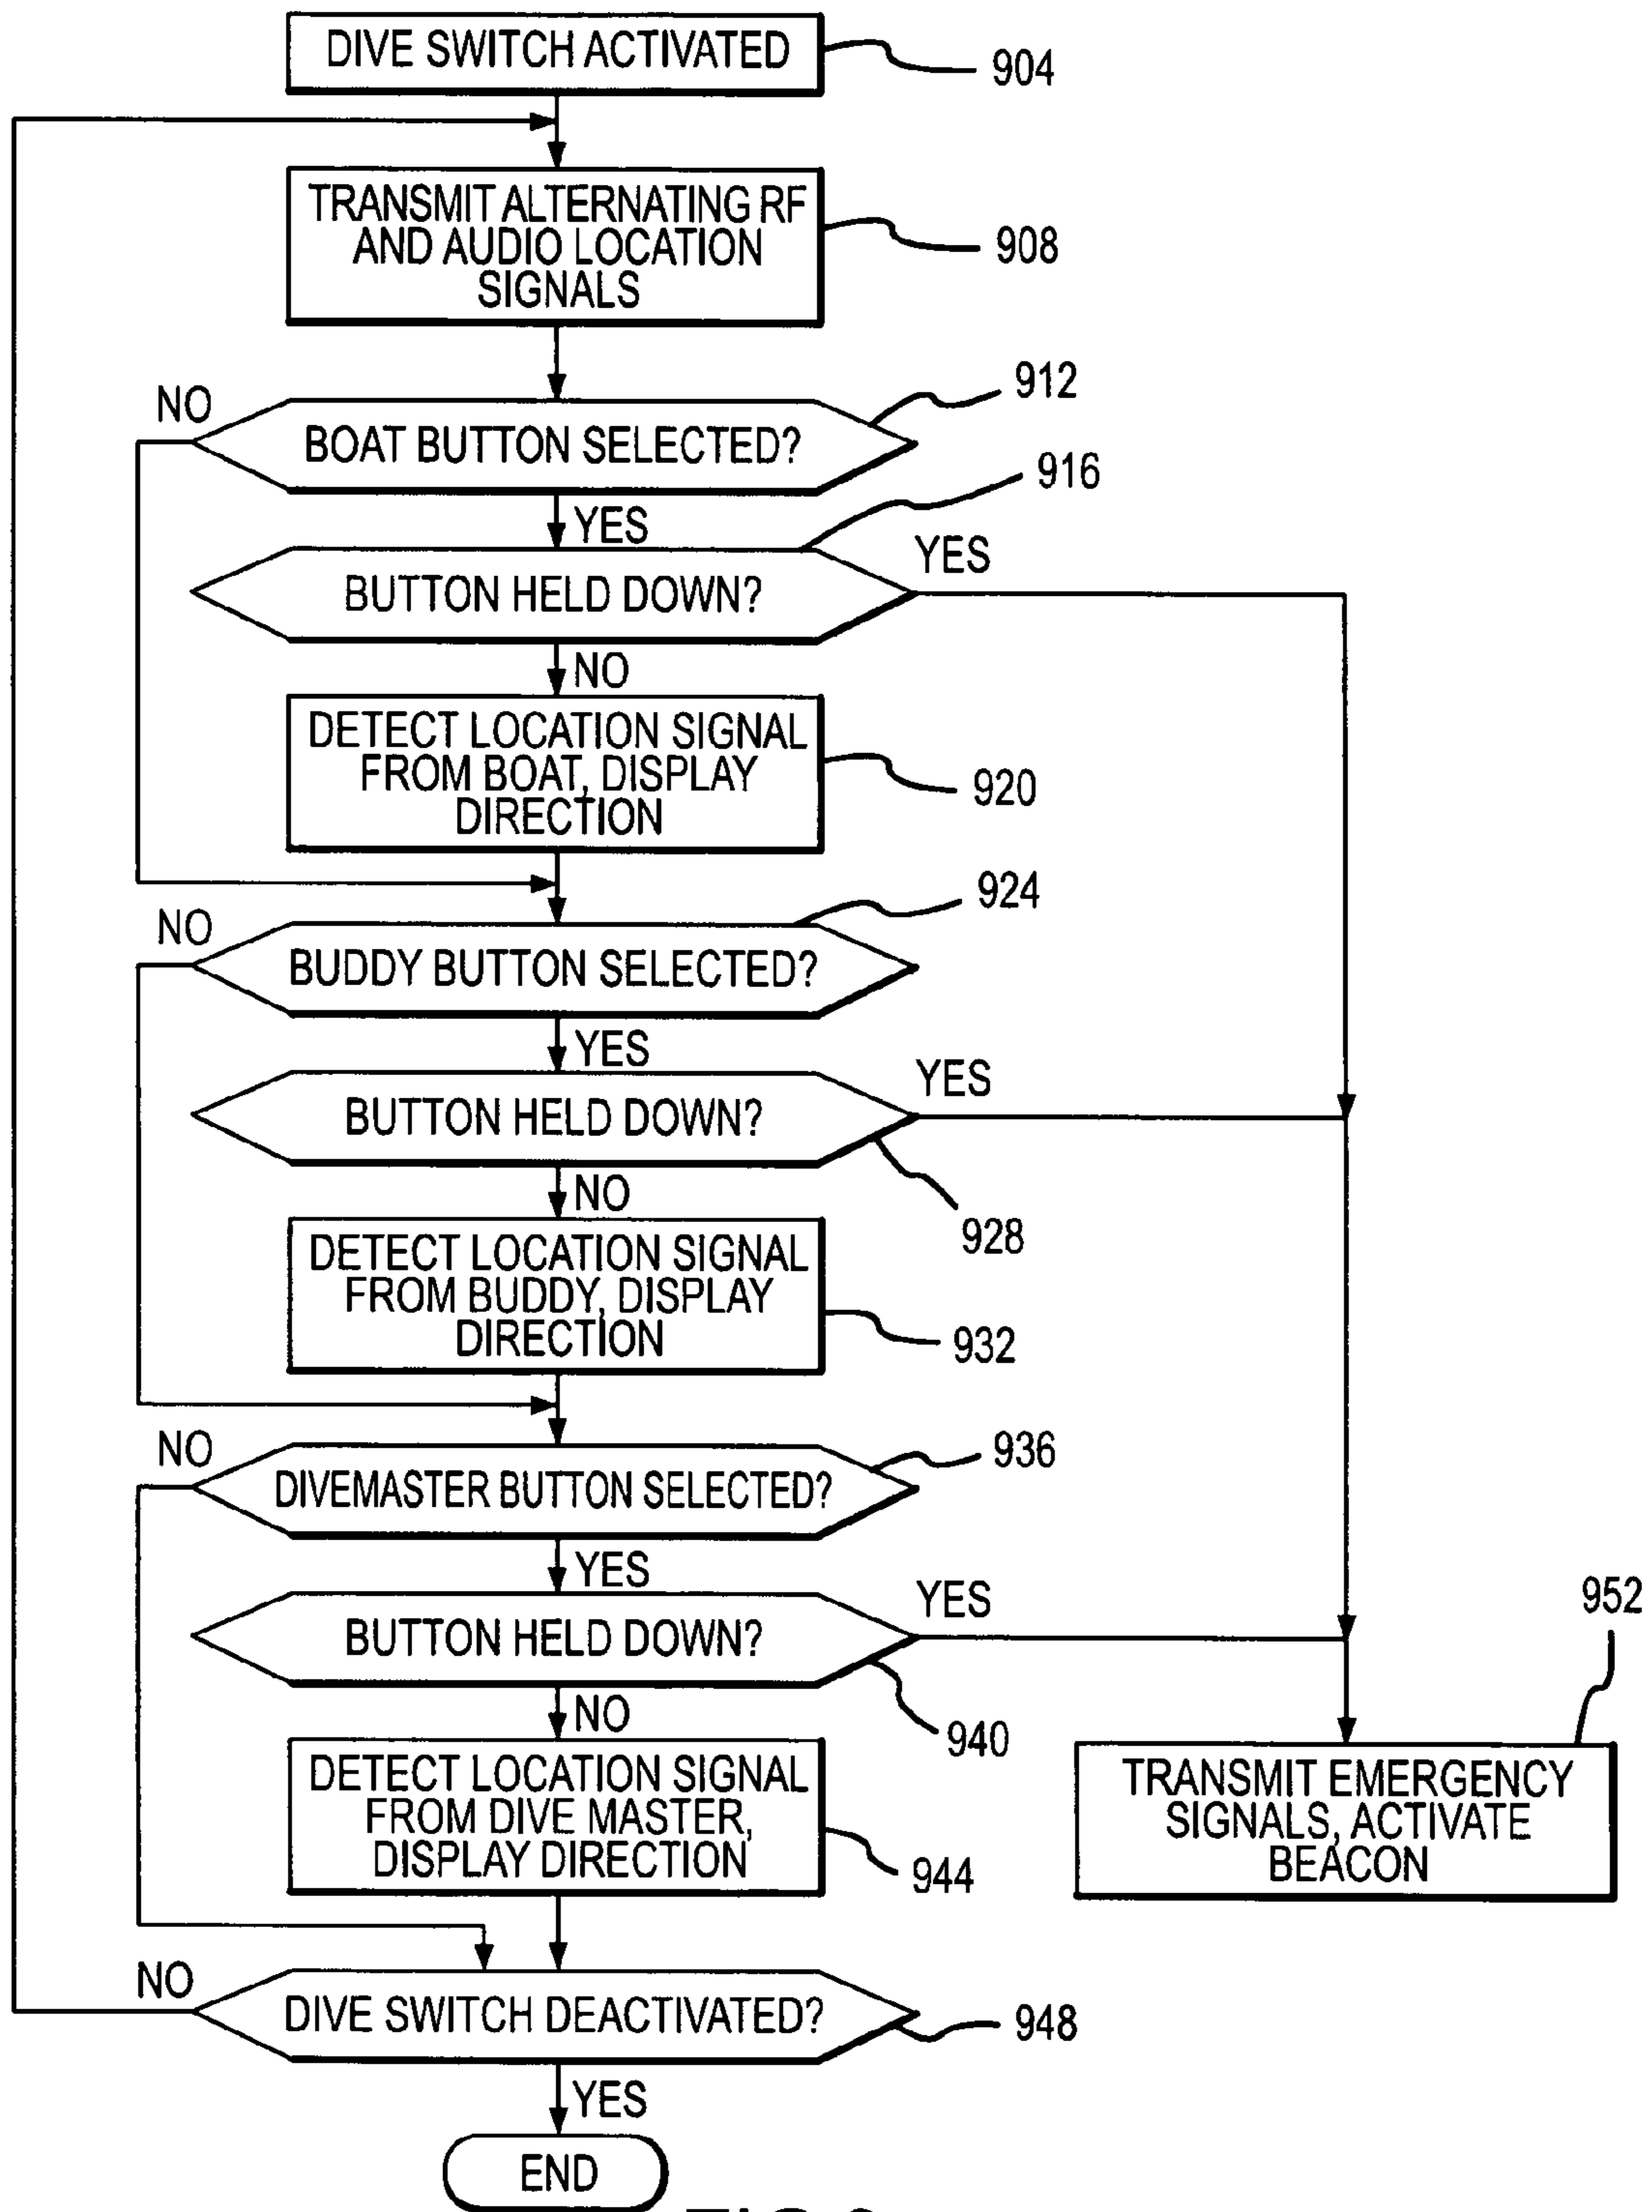 DIVE SWITCH ACTIVATED
904
TRANSMIT ALTERNATING RF
AND AUDIO LOCATION
SIGNALS
908
912
NO
BOAT BUTTON SELECTED?
916
YES
YES
BUTTON HELD DOWN?
NO
DETECT LOCATION SIGNAL
FROM BOAT, DISPLAY
DIRECTION
920
924
NO
BUDDY BUTTON SELECTED?
YES
YES
BUTTON HELD DOWN?
928
NO
DETECT LOCATION SIGNAL
FROM BUDDY, DISPLAY
DIRECTION
932
936
NO
DIVEMASTER BUTTON SELECTED?
YES
YES
952
BUTTON HELD DOWN?
940
NO
DETECT LOCATION SIGNAL
FROM DIVE MASTER,
DISPLAY DIRECTION
944
TRANSMIT EMERGENCY
SIGNALS, ACTIVATE
BEACON
NO
DIVE SWITCH DEACTIVATED?
948
YES
END